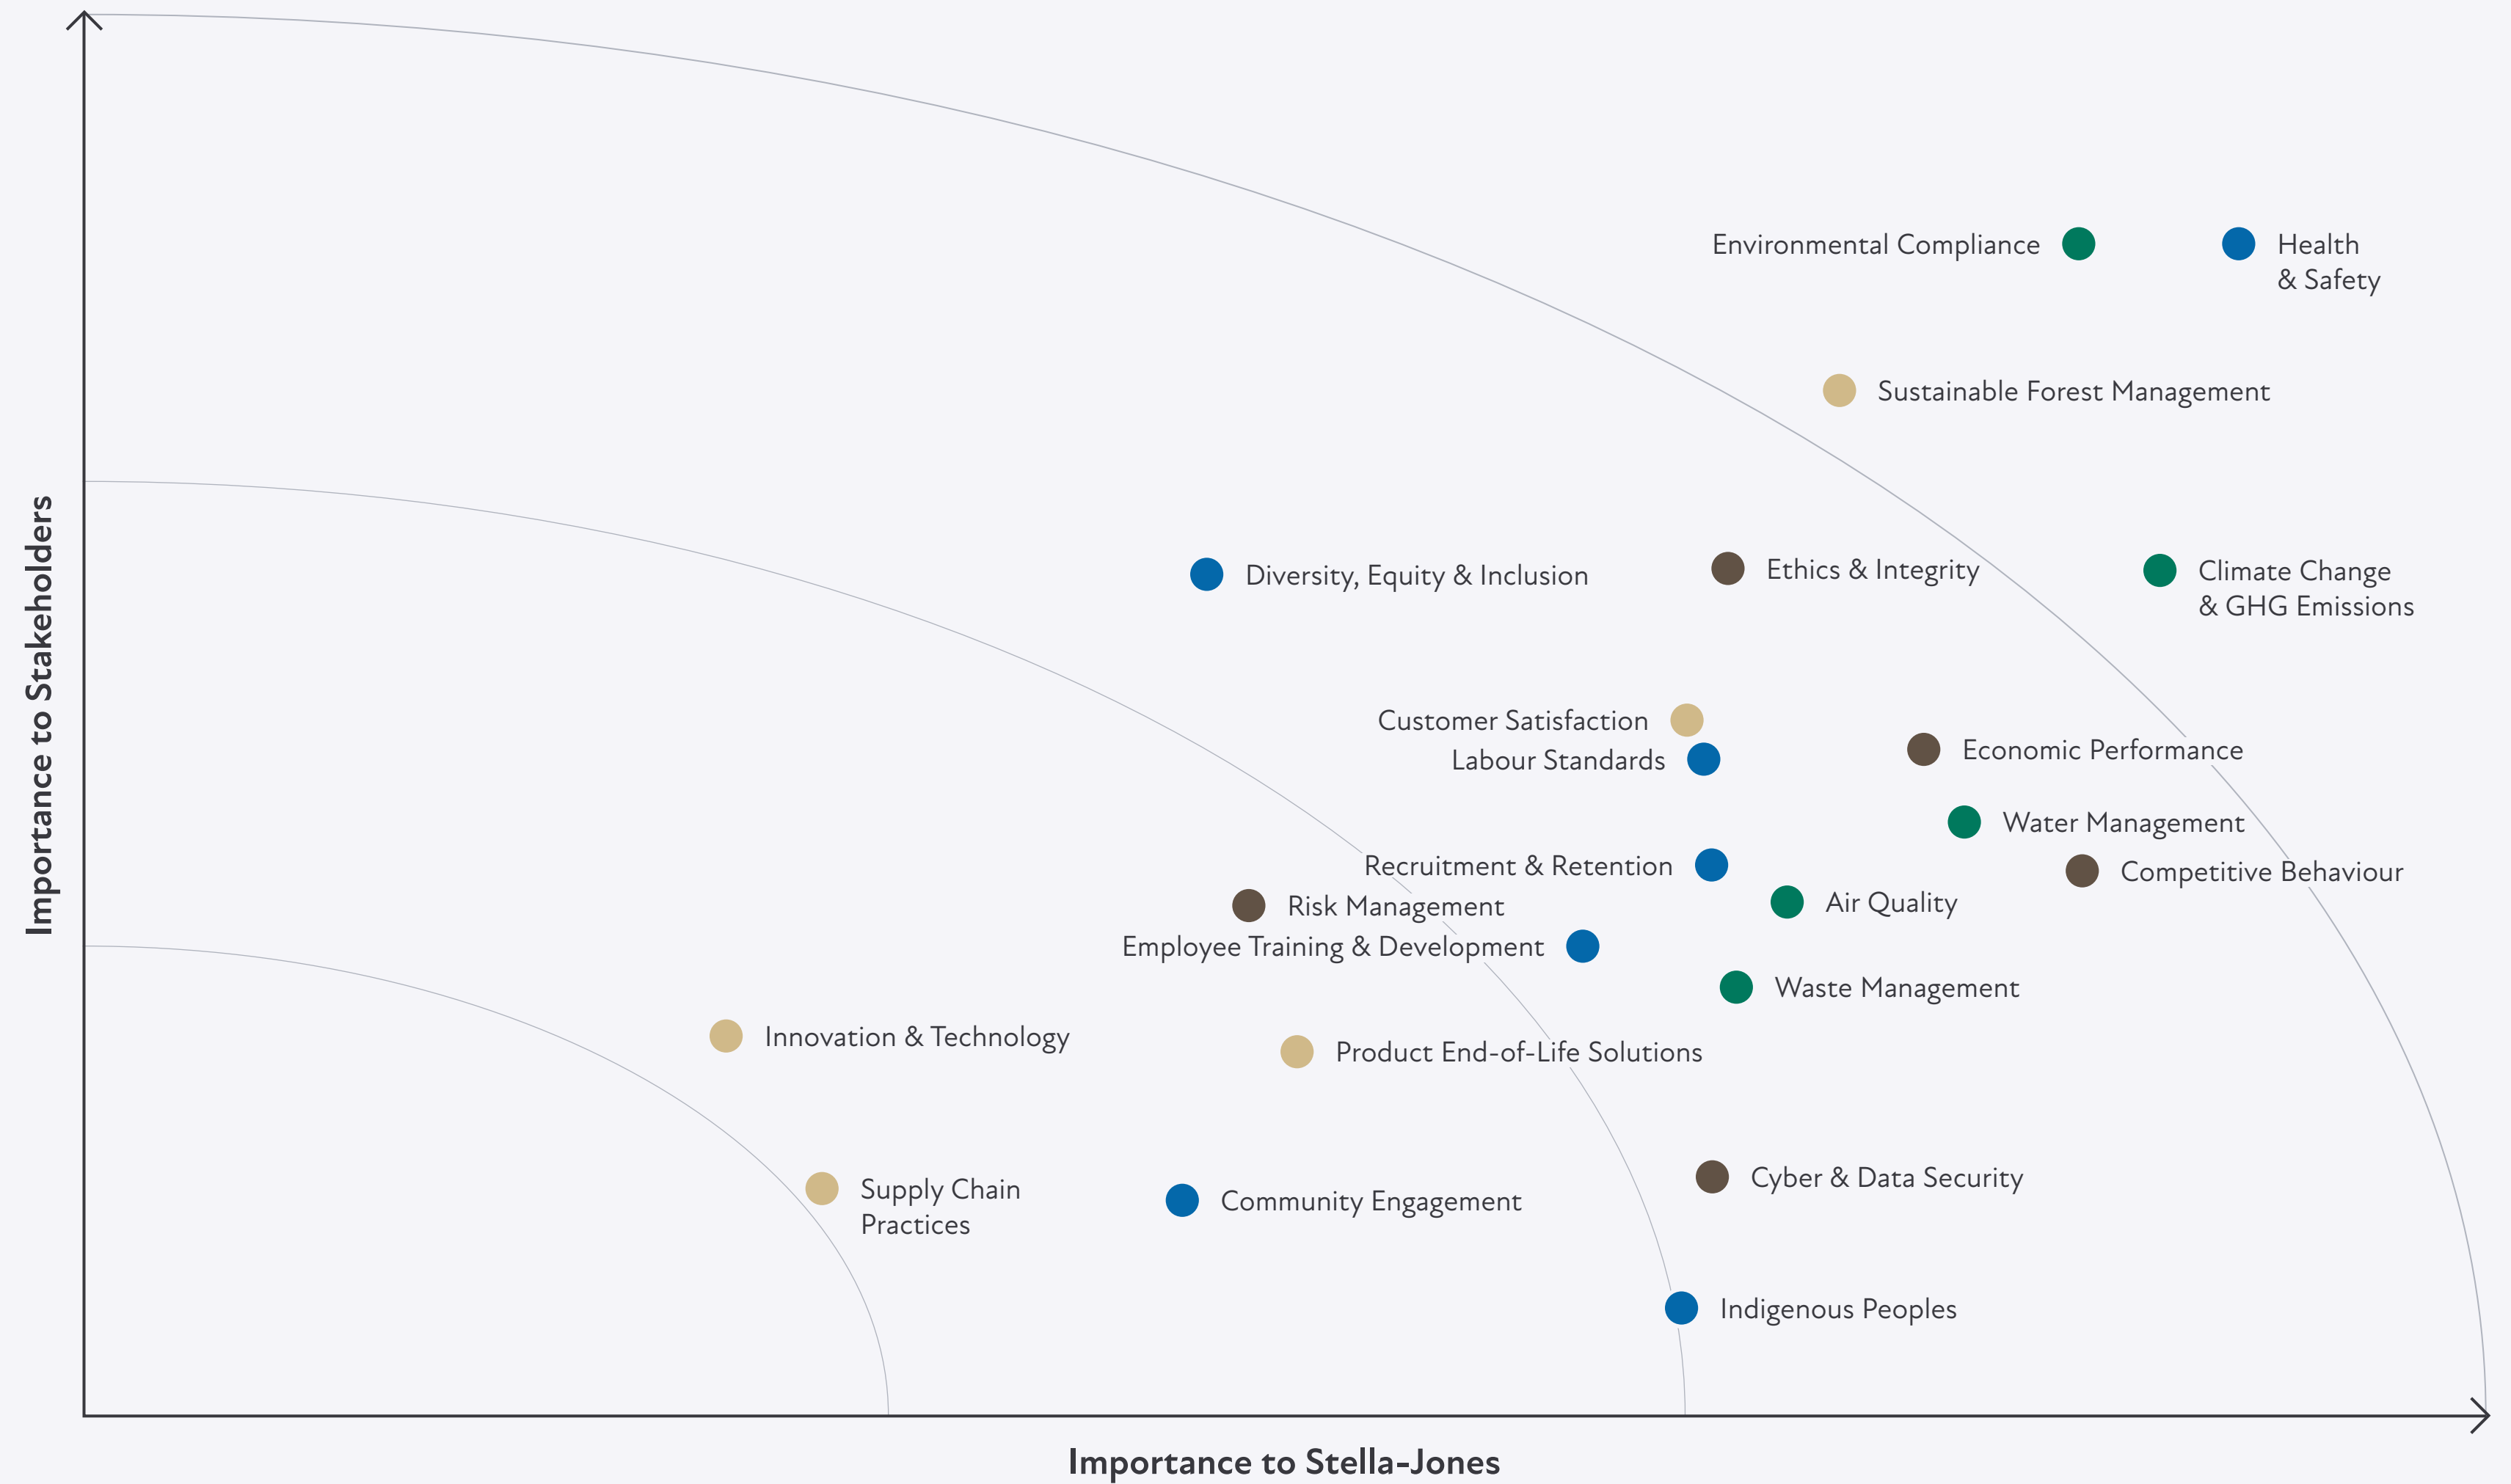 Environmental Compliance
Health
& Safety
Sustainable Forest Management
Diversity, Equity & Inclusion
Ethics & Integrity
Climate Change
& GHG Emissions
Customer Satisfaction
Labour Standards
Economic Performance
Water Management
Recruitment & Retention
Competitive Behaviour
Risk Management
Air Quality
Employee Training & Development
Waste Management
Innovation & Technology
Product End-of-Life Solutions
Supply Chain
Practices
Community Engagement
Cyber & Data Security
Indigenous Peoples
Importance to Stakeholders
Importance to Stella-Jones